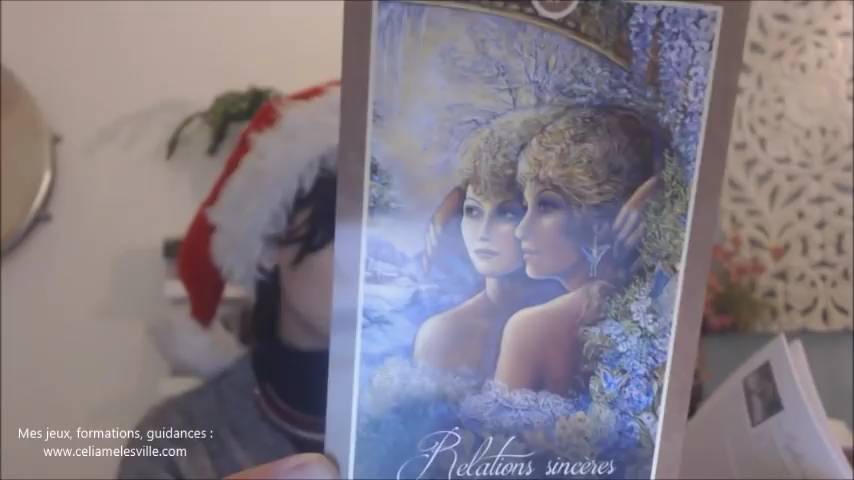 Relations sincères
Mes jeux, formations, guidances :
www.celiamelesville.com